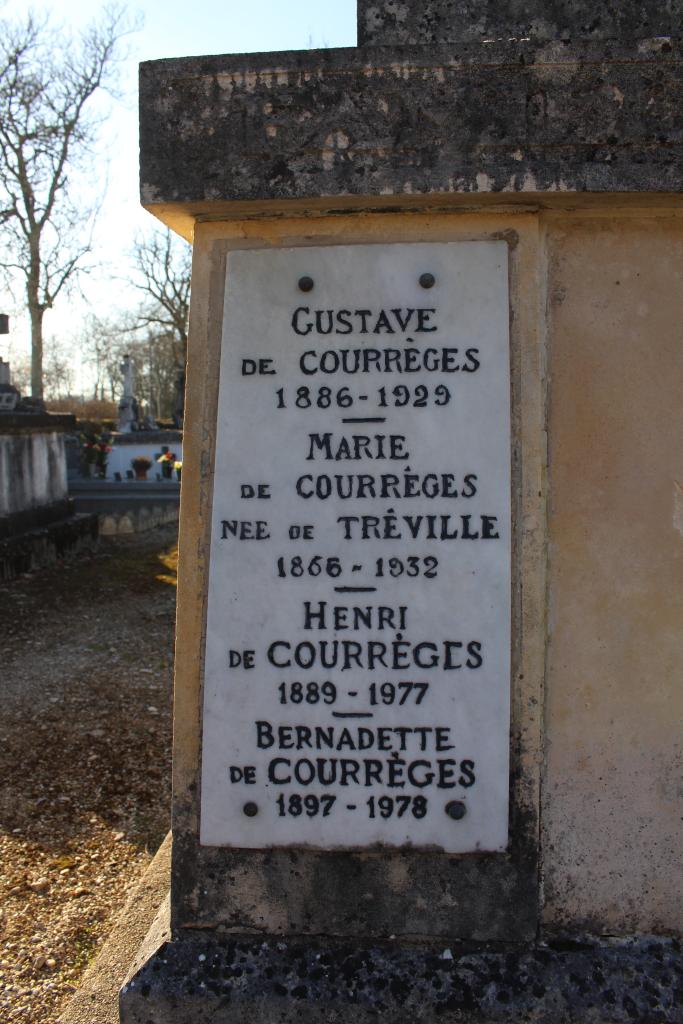 GUSTAVE
DE COURRÈGES
1886-1929
MARIE
DE COURRÈGES
NEE DE TRÉVILLE
1866-1932
HENRI
DE COURRÈGES
1889-1977
BERNADETTE
DE COURRÈGES
1897-1978